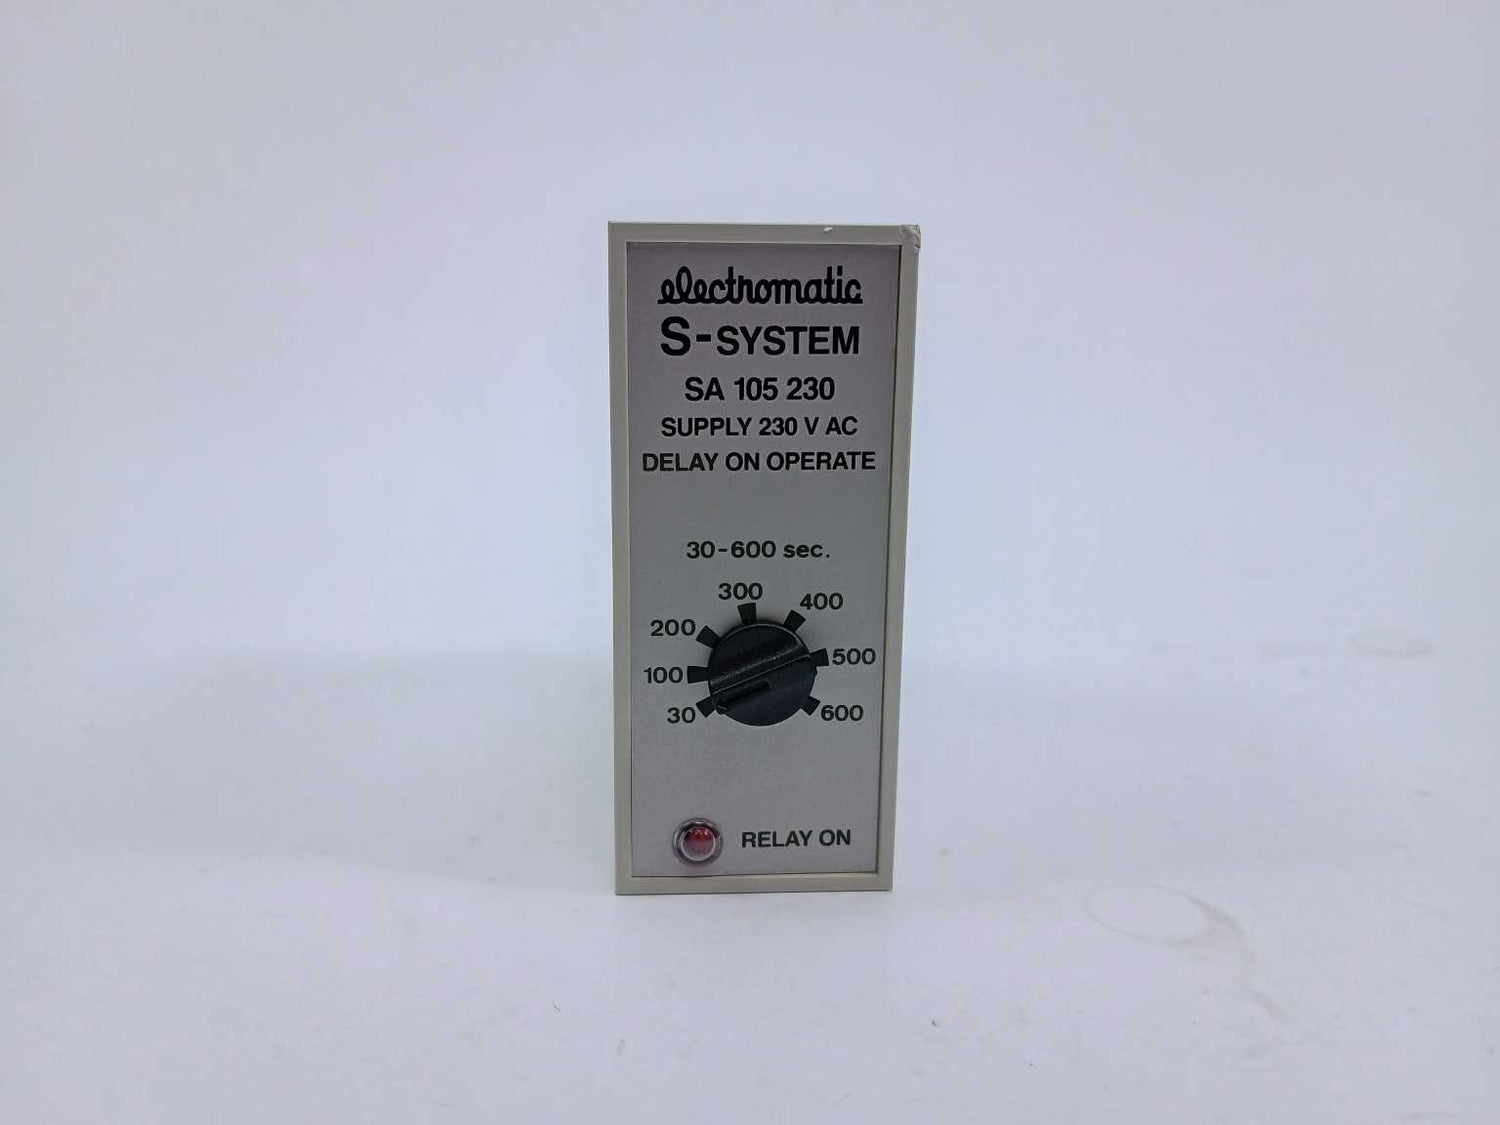 electromatic
S-SYSTEM
SA 105 230
SUPPLY 230 V AC
DELAY ON OPERATE
30-600 sec.
300
400
200
500
100
30
600
RELAY ON